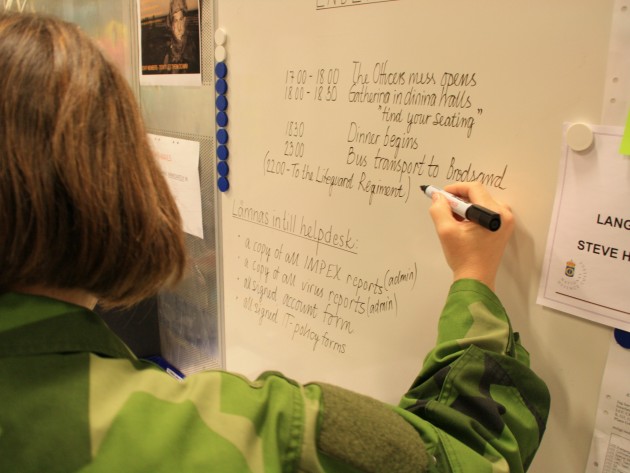 17.00-18.00 The Officers mess opens
18.00-18.30 Gathering in dining halls
"find your seating"
18.30 Dinner begins
23.00 Bus transport to Brodsand
(22.00-To the Lifeguard Regiment)
Lämnas in till helpdesk:
• a copy of all IMPEX reports (admin)
• a copy of all virus reports (admin)
• all signed account form
• all signed IT-policy forms
LANG
STEVE H